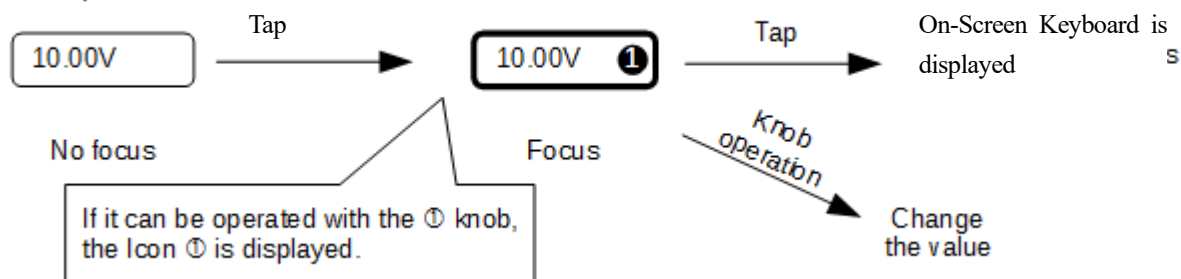 Tap
10.00V
10.00V ❶
Tap
On-Screen Keyboard is
displayed
s
No focus
Focus
Knob
operation
If it can be operated with the ① knob,
the Icon ① is displayed.
Change
the value